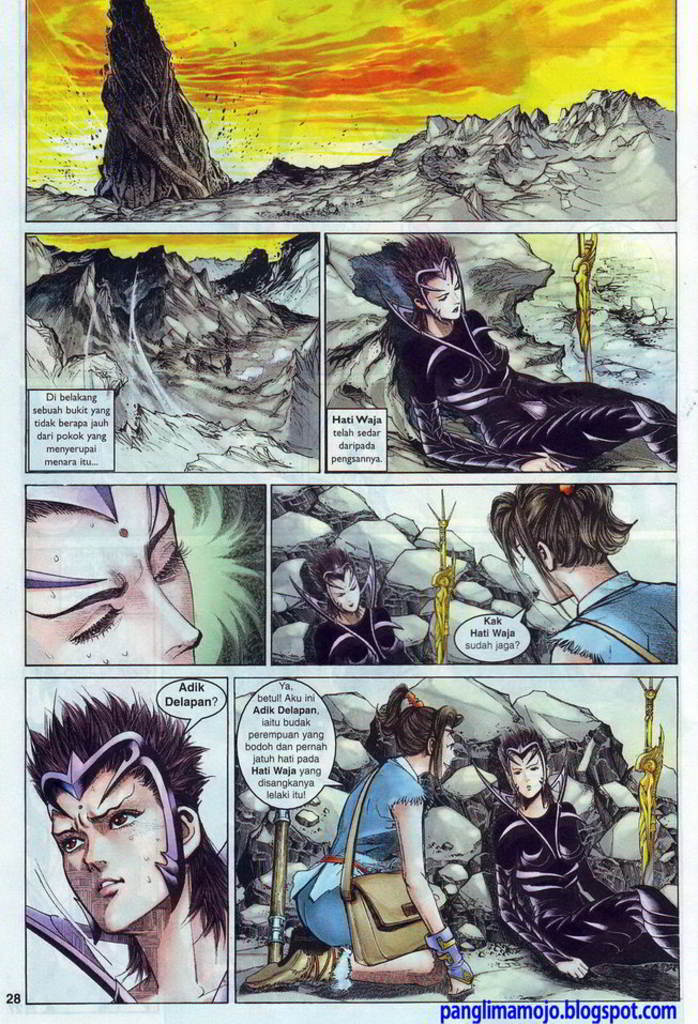 Di belakang
sebuah bukit yang
tidak berapa jauh
dari pokok yang
menyerupai
menara itu...
Hati Waja
telah sedar
daripada
pengsannya.
Kak
Hati Waja
sudah jaga?
Adik
Delapan?
Ya,
betul! Aku ini
Adik Delapan,
iaitu budak
perempuan yang
bodoh dan pernah
jatuh hati pada
Hati Waja yang
disangkanya
lelaki itu!
28
panglimamojo.blogspot.com